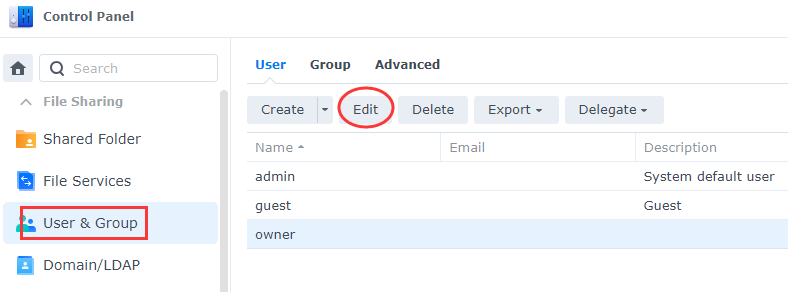 Control Panel
Search
File Sharing
Shared Folder
File Services
User & Group
Domain/LDAP
User Group Advanced
Create Edit Delete Export Delegate
Name Email Description
admin System default user
guest Guest
owner